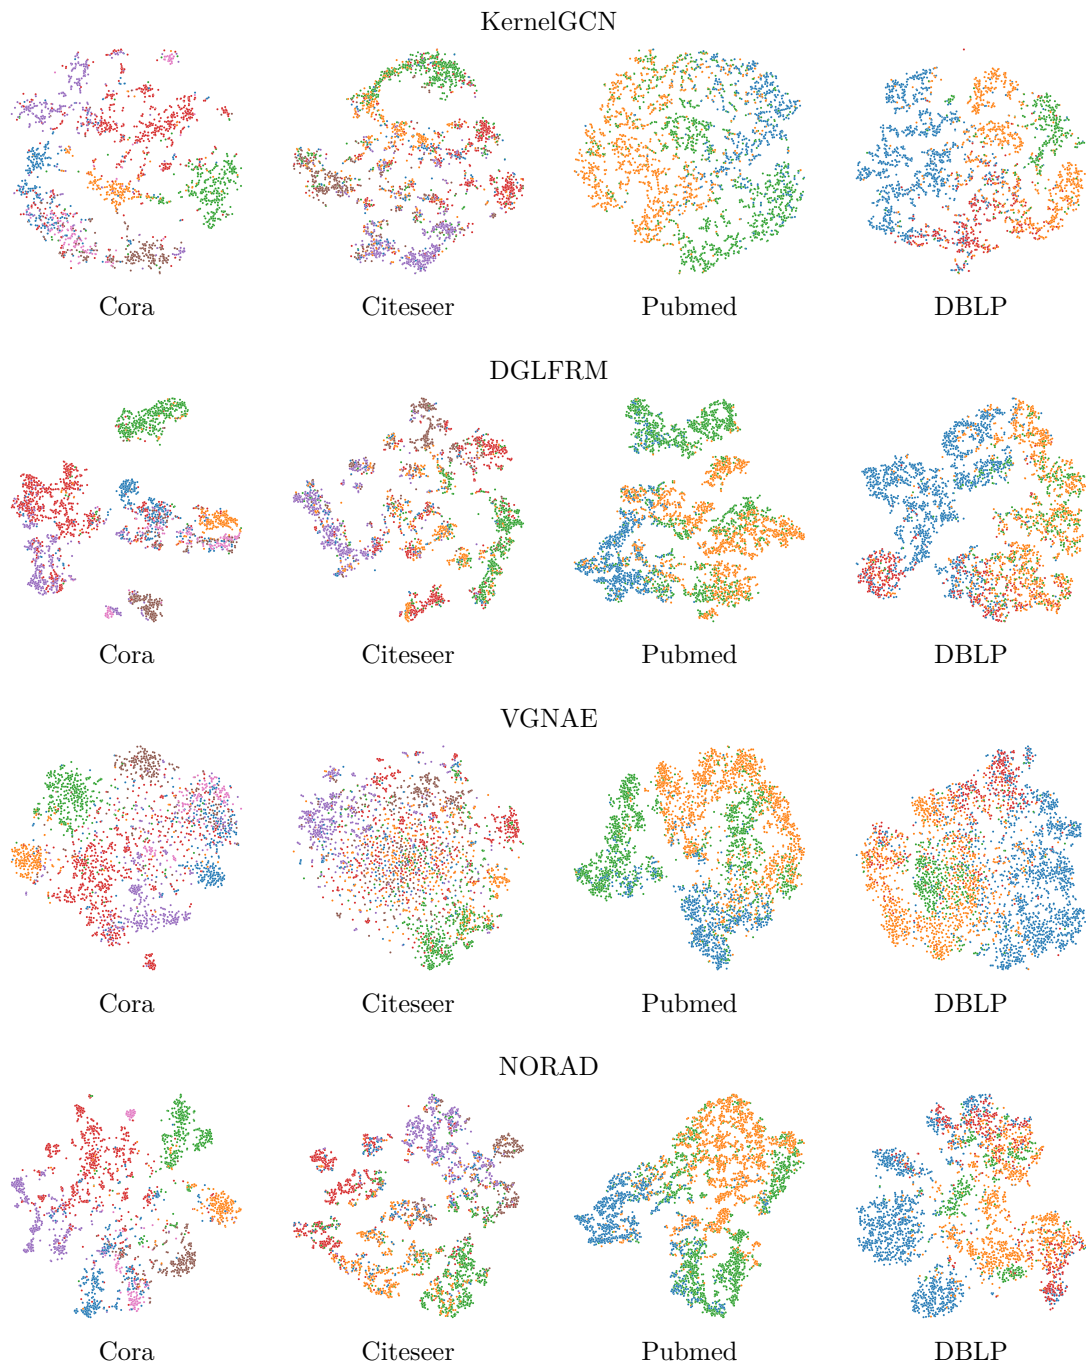 KernelGCN
Cora Citeseer Pubmed DBLP
DGLFRM
Cora Citeseer Pubmed DBLP
VGNAE
Cora Citeseer Pubmed DBLP
NORAD
Cora Citeseer Pubmed DBLP